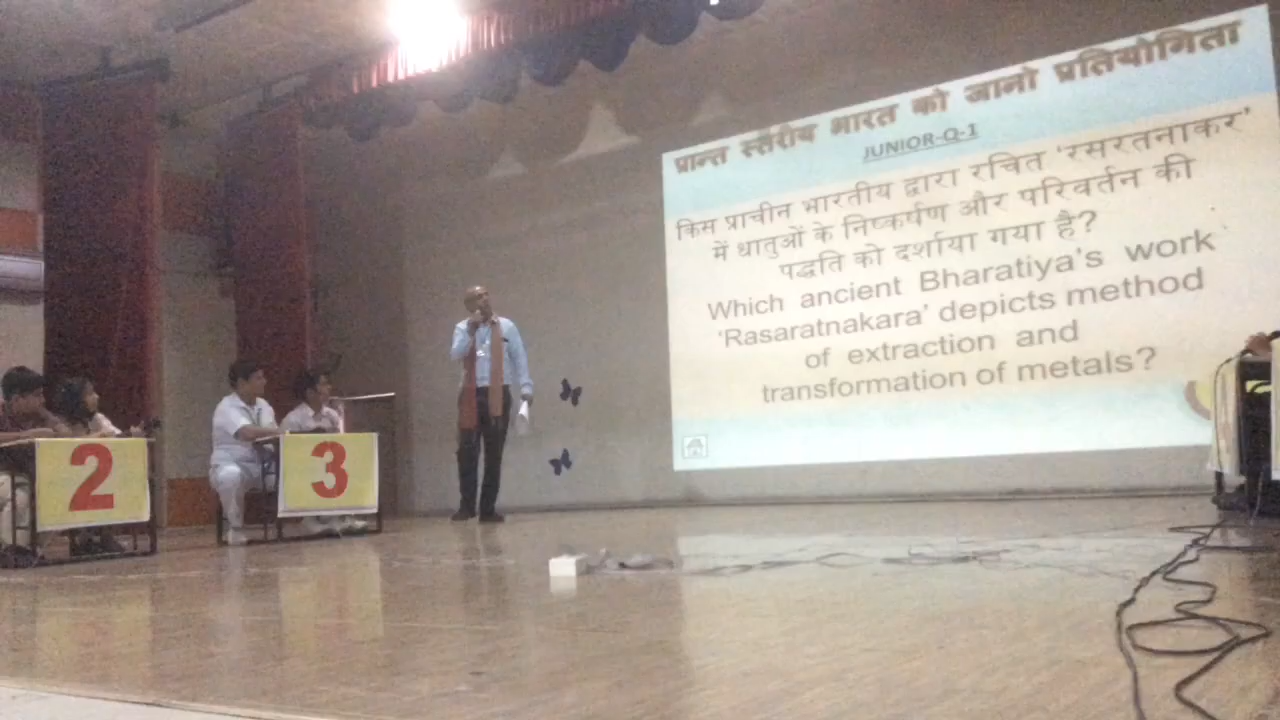 प्रान्त स्तरीय भारत को जानो प्रतियोगिता
JUNIOR-Q-1
किस प्राचीन भारतीय द्वारा रचित 'रसरतनाकर'
में धातुओं के निष्कर्षण और परिवर्तन की
पद्धति को दर्शाया गया है?
Which ancient Bharatiya's work
'Rasaratnakara' depicts method
of extraction and
transformation of metals?
2
3